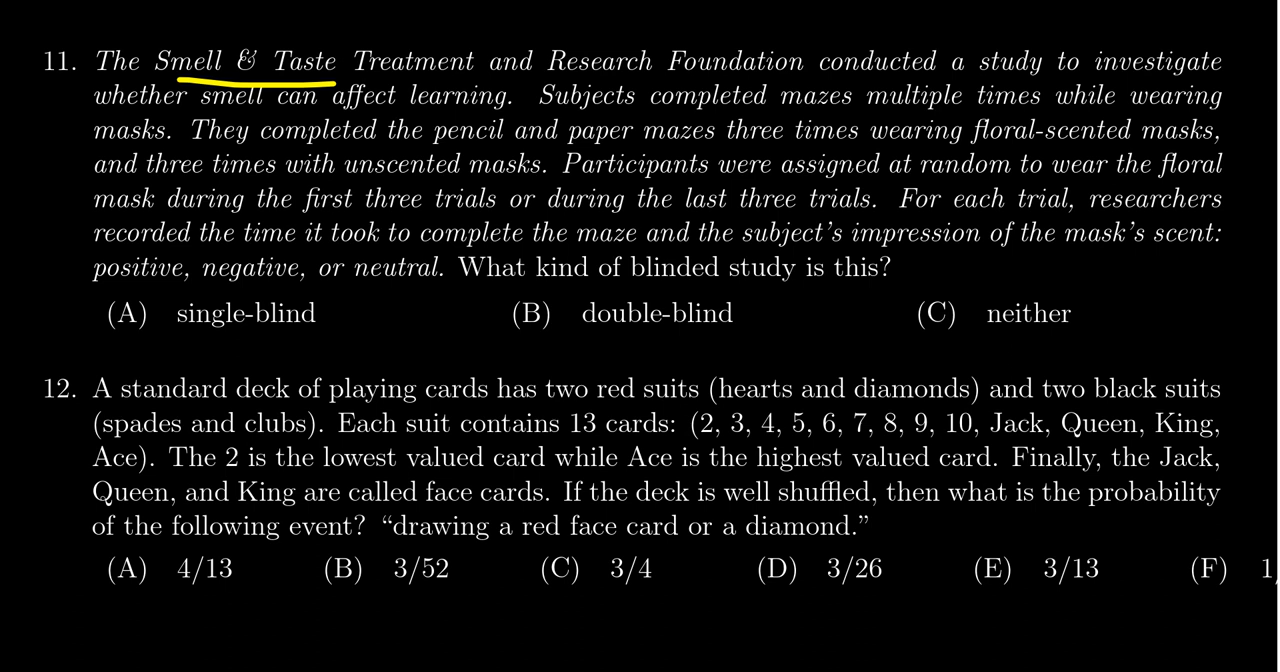 11. The Smell & Taste Treatment and Research Foundation conducted a study to investigate
whether smell can affect learning. Subjects completed mazes multiple times while wearing
masks. They completed the pencil and paper mazes three times wearing floral-scented masks,
and three times with unscented masks. Participants were assigned at random to wear the floral
mask during the first three trials or during the last three trials. For each trial, researchers
recorded the time it took to complete the maze and the subject's impression of the mask's scent:
positive, negative, or neutral. What kind of blinded study is this?
(A) single-blind (B) double-blind (C) neither
12. A standard deck of playing cards has two red suits (hearts and diamonds) and two black suits
(spades and clubs). Each suit contains 13 cards: (2, 3, 4, 5, 6, 7, 8, 9, 10, Jack, Queen, King,
Ace). The 2 is the lowest valued card while Ace is the highest valued card. Finally, the Jack,
Queen, and King are called face cards. If the deck is well shuffled, then what is the probability
of the following event? “drawing a red face card or a diamond.”
(A) 4/13 (B) 3/52 (C) 3/4 (D) 3/26 (E) 3/13 (F) 1